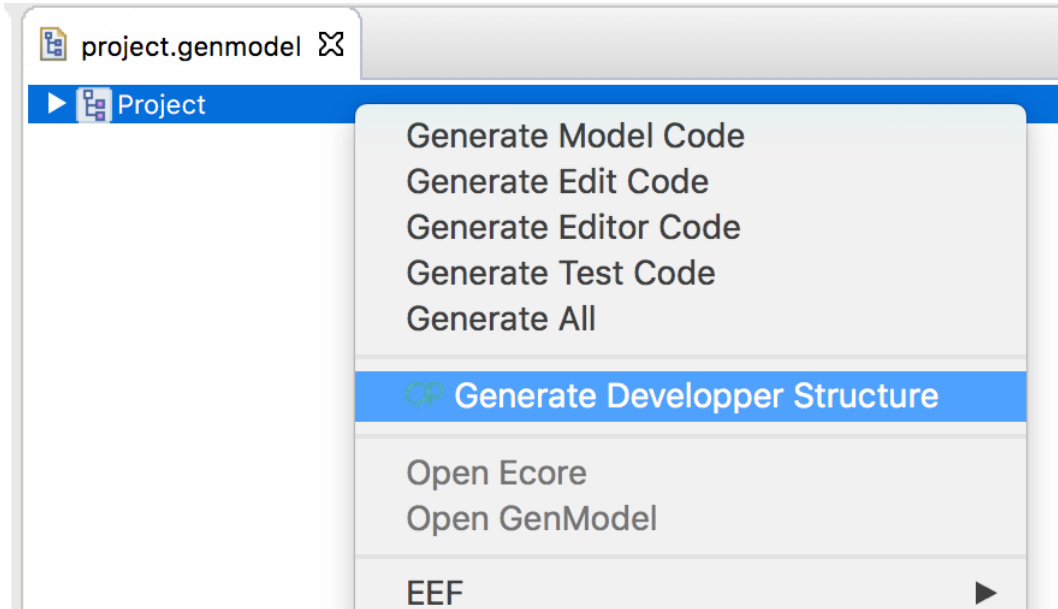 project.genmodel
Project
Generate Model Code
Generate Edit Code
Generate Editor Code
Generate Test Code
Generate All
Generate Developper Structure
Open Ecore
Open GenModel
EEF